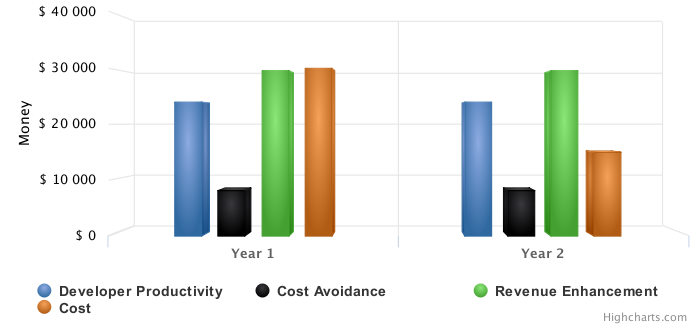 $ 40 000
$ 30 000
$ 20 000
$ 10 000
$ 0
Money
Year 1
Year 2
Developer Productivity
Cost Avoidance
Revenue Enhancement
Cost
Highcharts.com